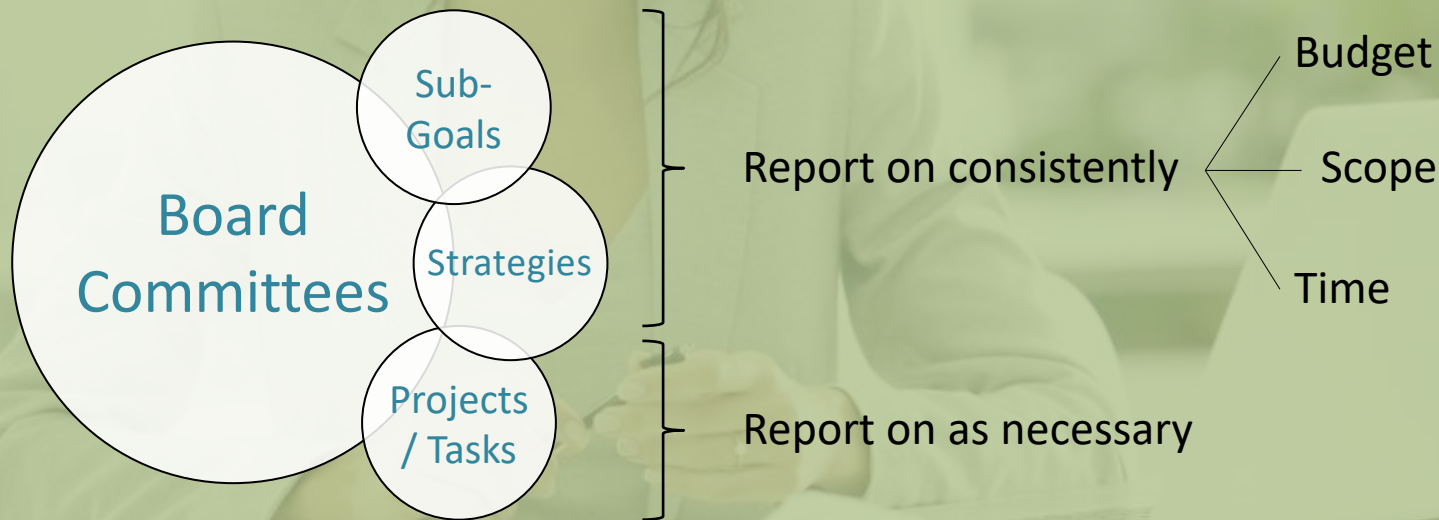 Board
Committees
Sub-
Goals
Strategies
Projects
/ Tasks
Report on consistently
Budget
Scope
Time
Report on as necessary